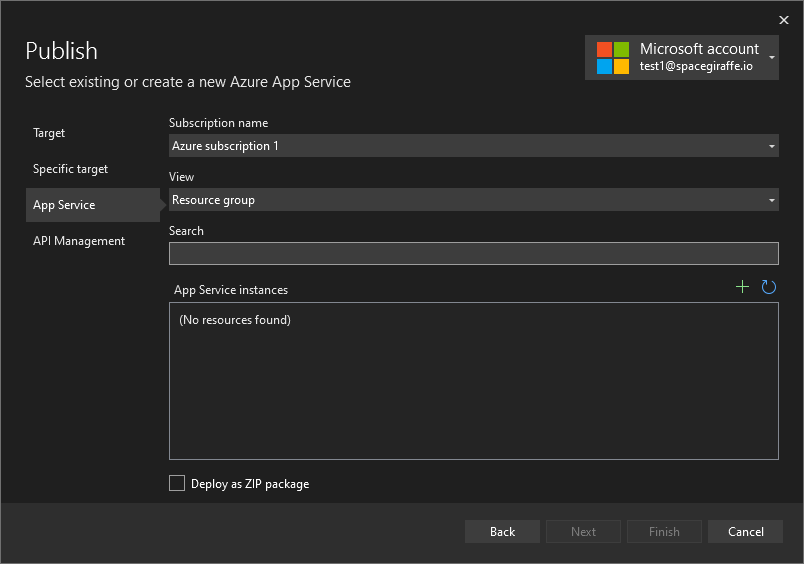 Publish
Select existing or create a new Azure App Service
Microsoft account
test1@spacegiraffe.io
Target
Specific target
App Service
API Management
Subscription name
Azure subscription 1
View
Resource group
Search
App Service instances
(No resources found)
Deploy as ZIP package
Back
Next
Finish
Cancel